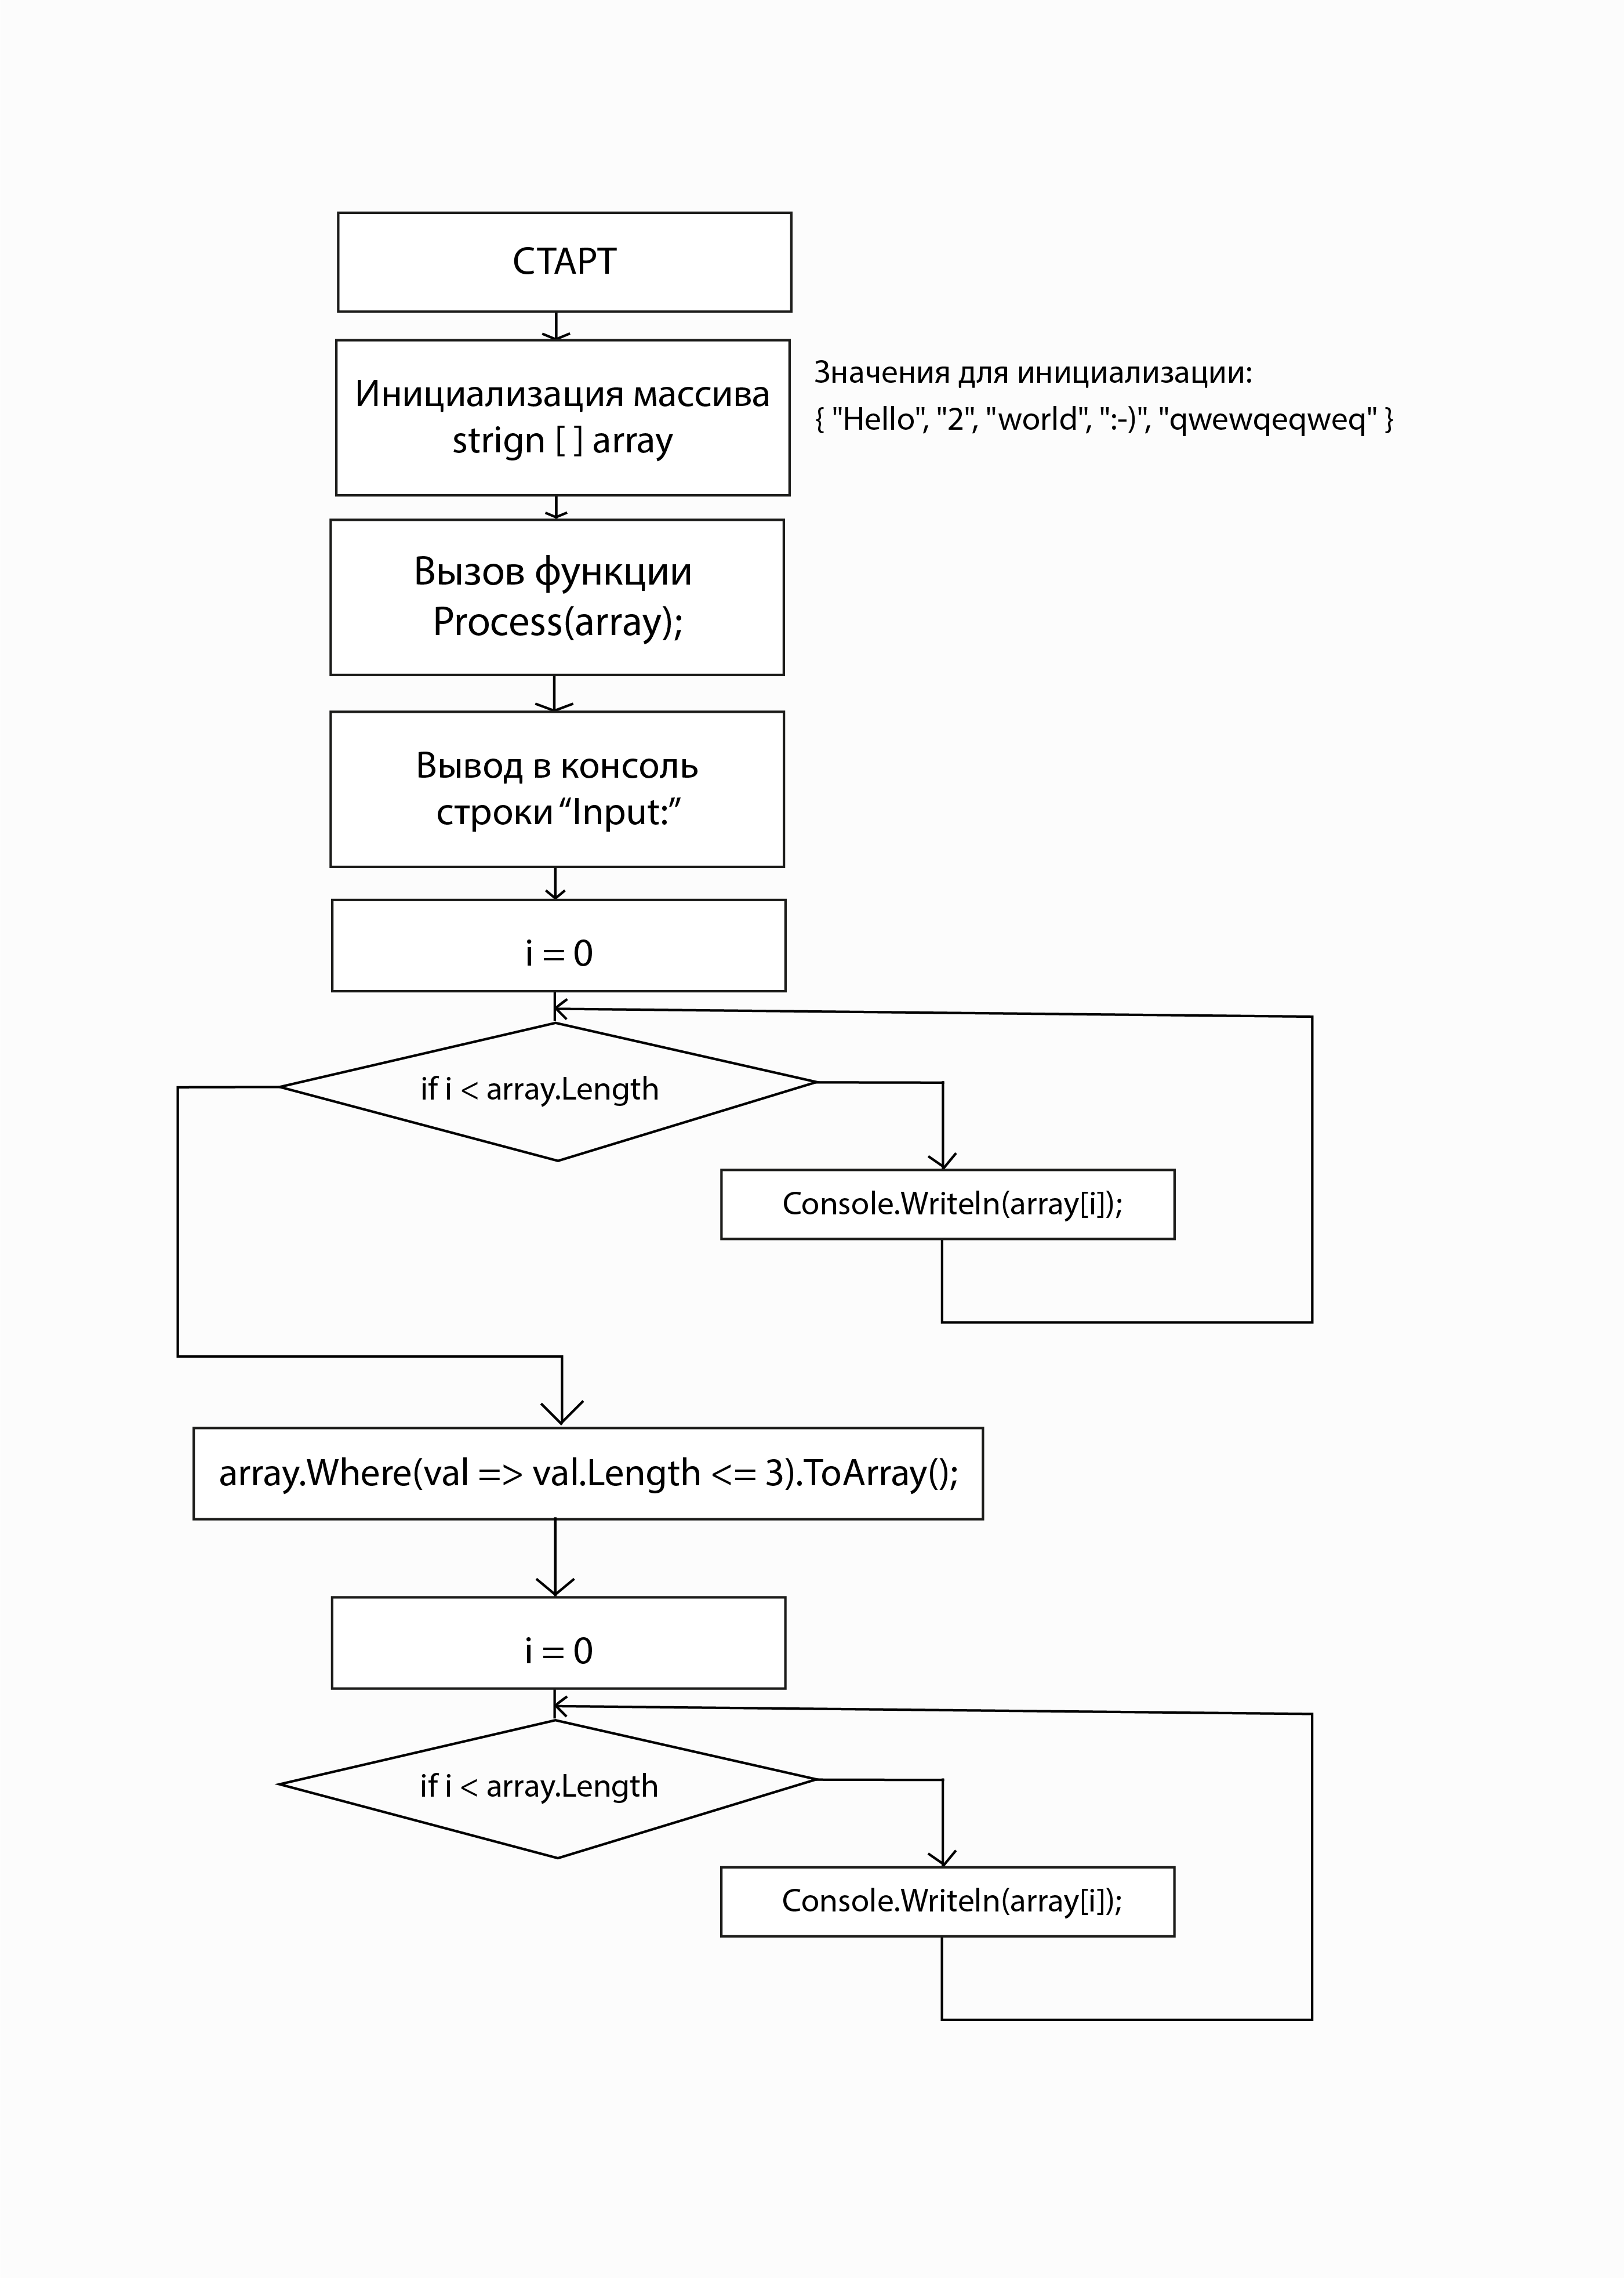 СТАРТ
Инициализация массива
strign [ ] array
Значения для инициализации:
{ "Hello", "2", "world", ":-)", "qwewqeqweq" }
Вызов функции
Process(array);
Вывод в консоль
строки “Input:”
i = 0
if i < array.Length
Console.Writeln(array[i]);
array.Where(val => val.Length <= 3).ToArray();
i = 0
if i < array.Length
Console.Writeln(array[i]);